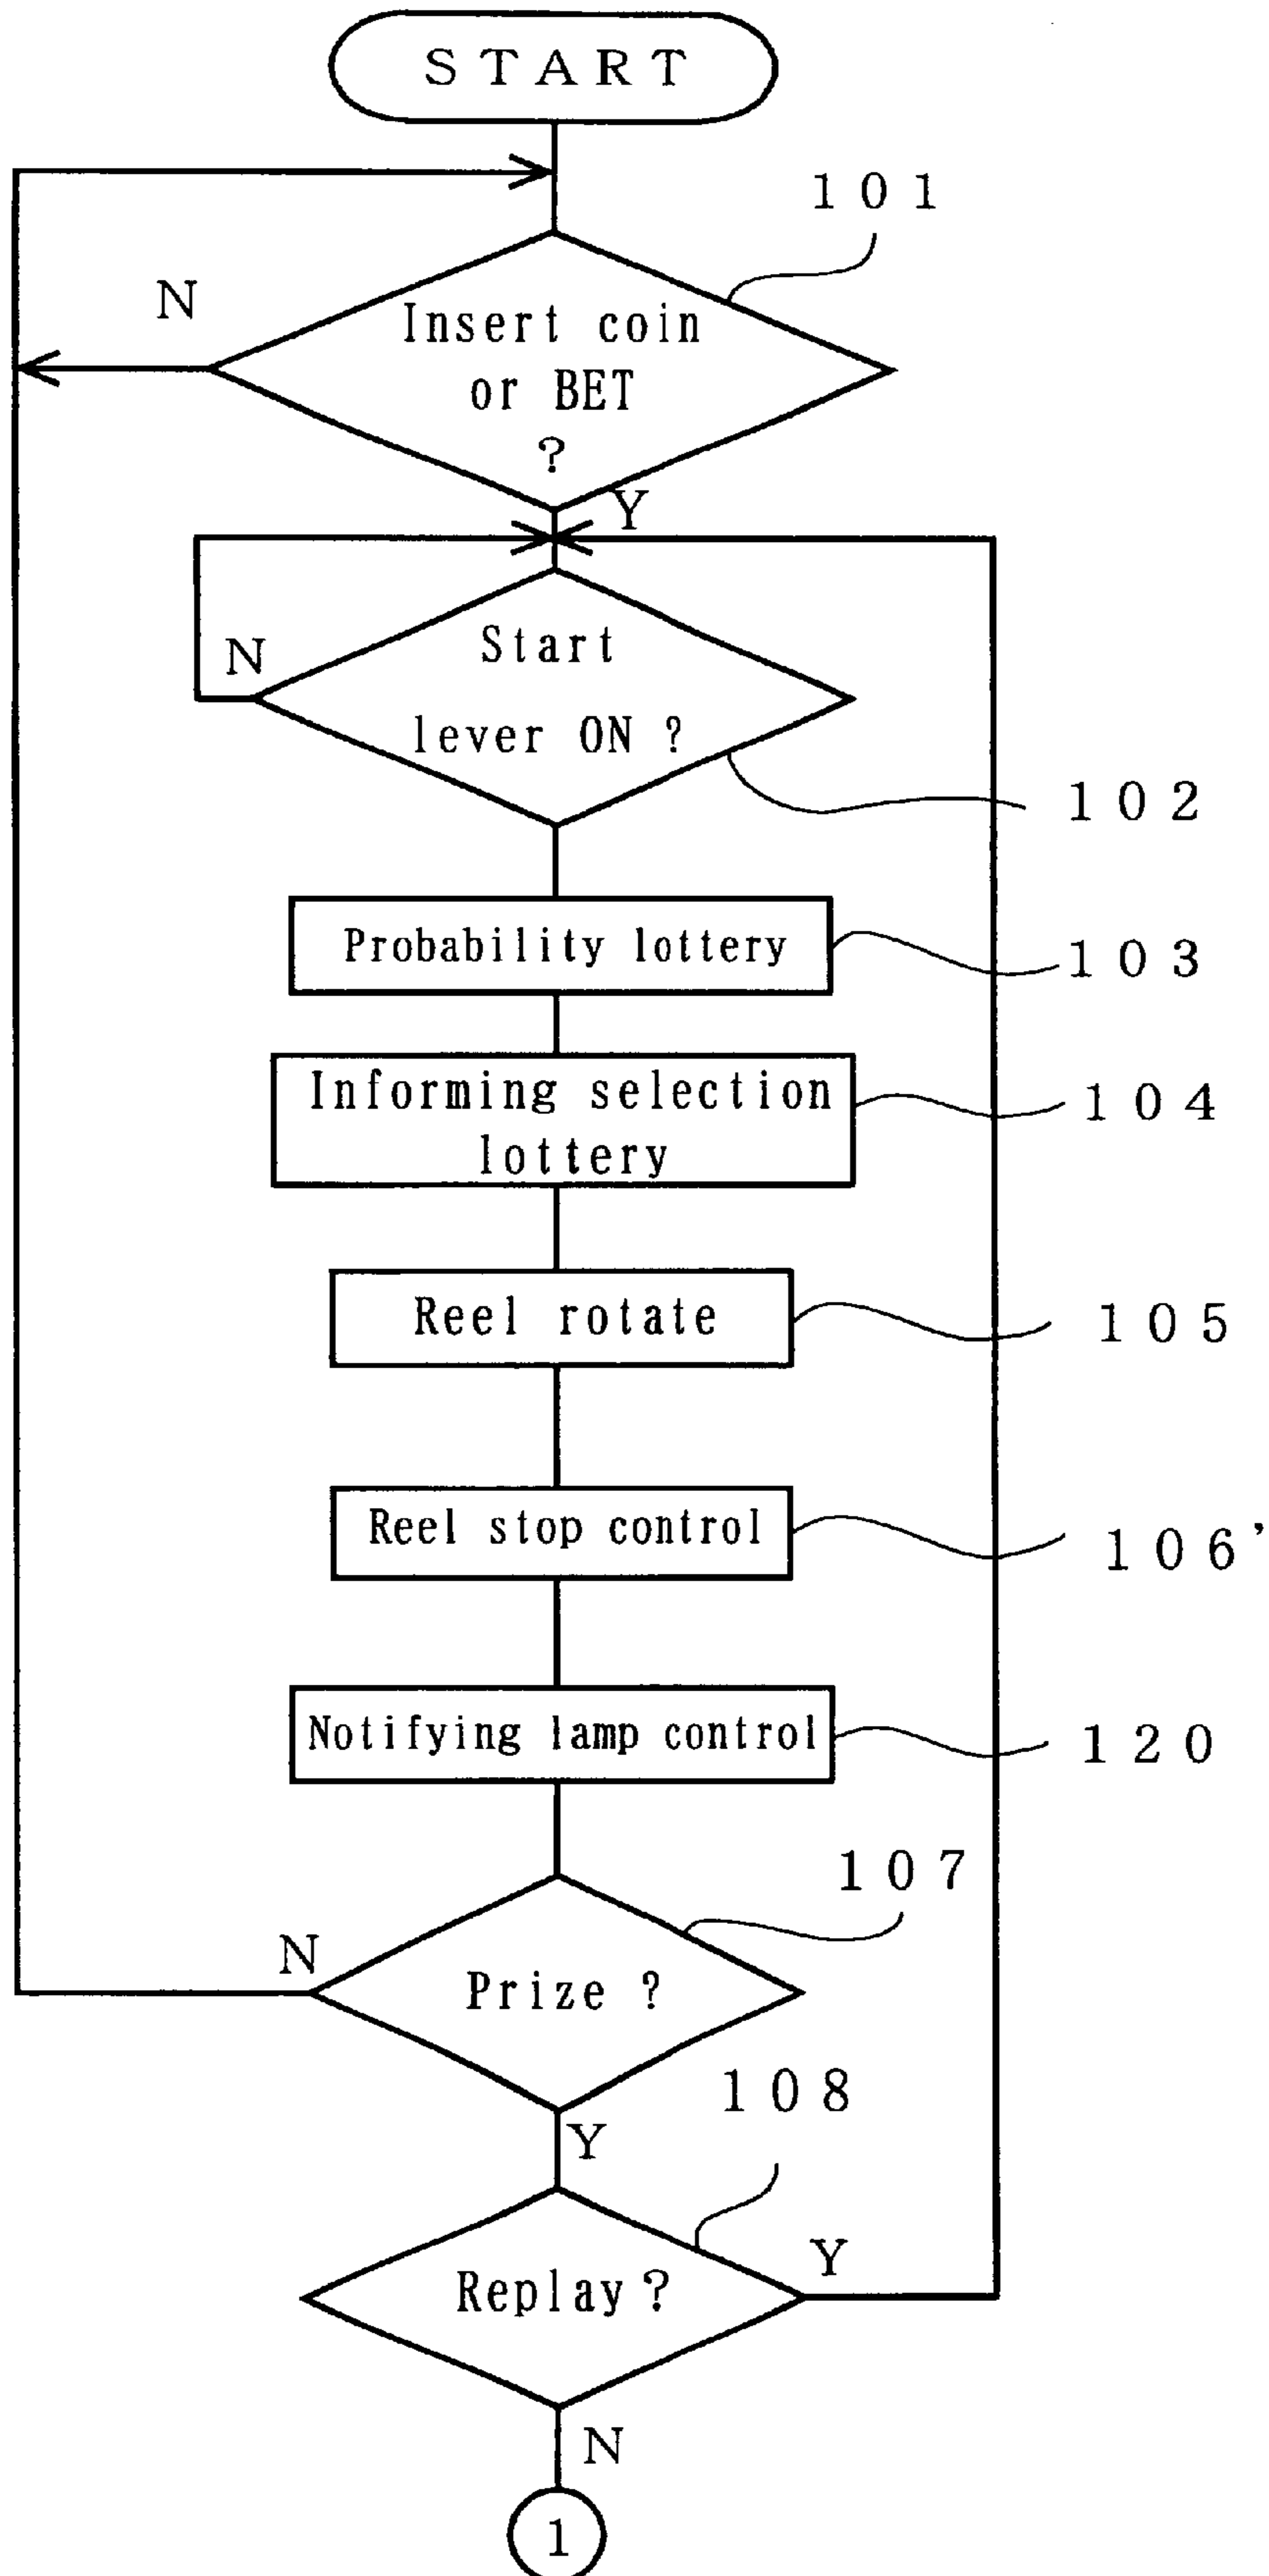 START
101
N
Insert coin
or BET
?
Y
N
Start
lever ON ?
102
Probability lottery
103
Informing selection
lottery
104
Reel rotate
105
Reel stop control
106'
Notifying lamp control
120
107
N
Prize ?
108
Y
Y
Replay ?
N
1